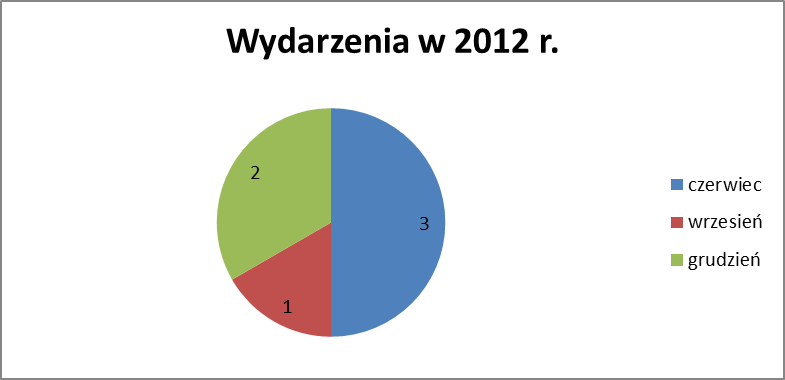 Wydarzenia w 2012 r.
2
3
1
czerwiec
wrzesień
grudzień